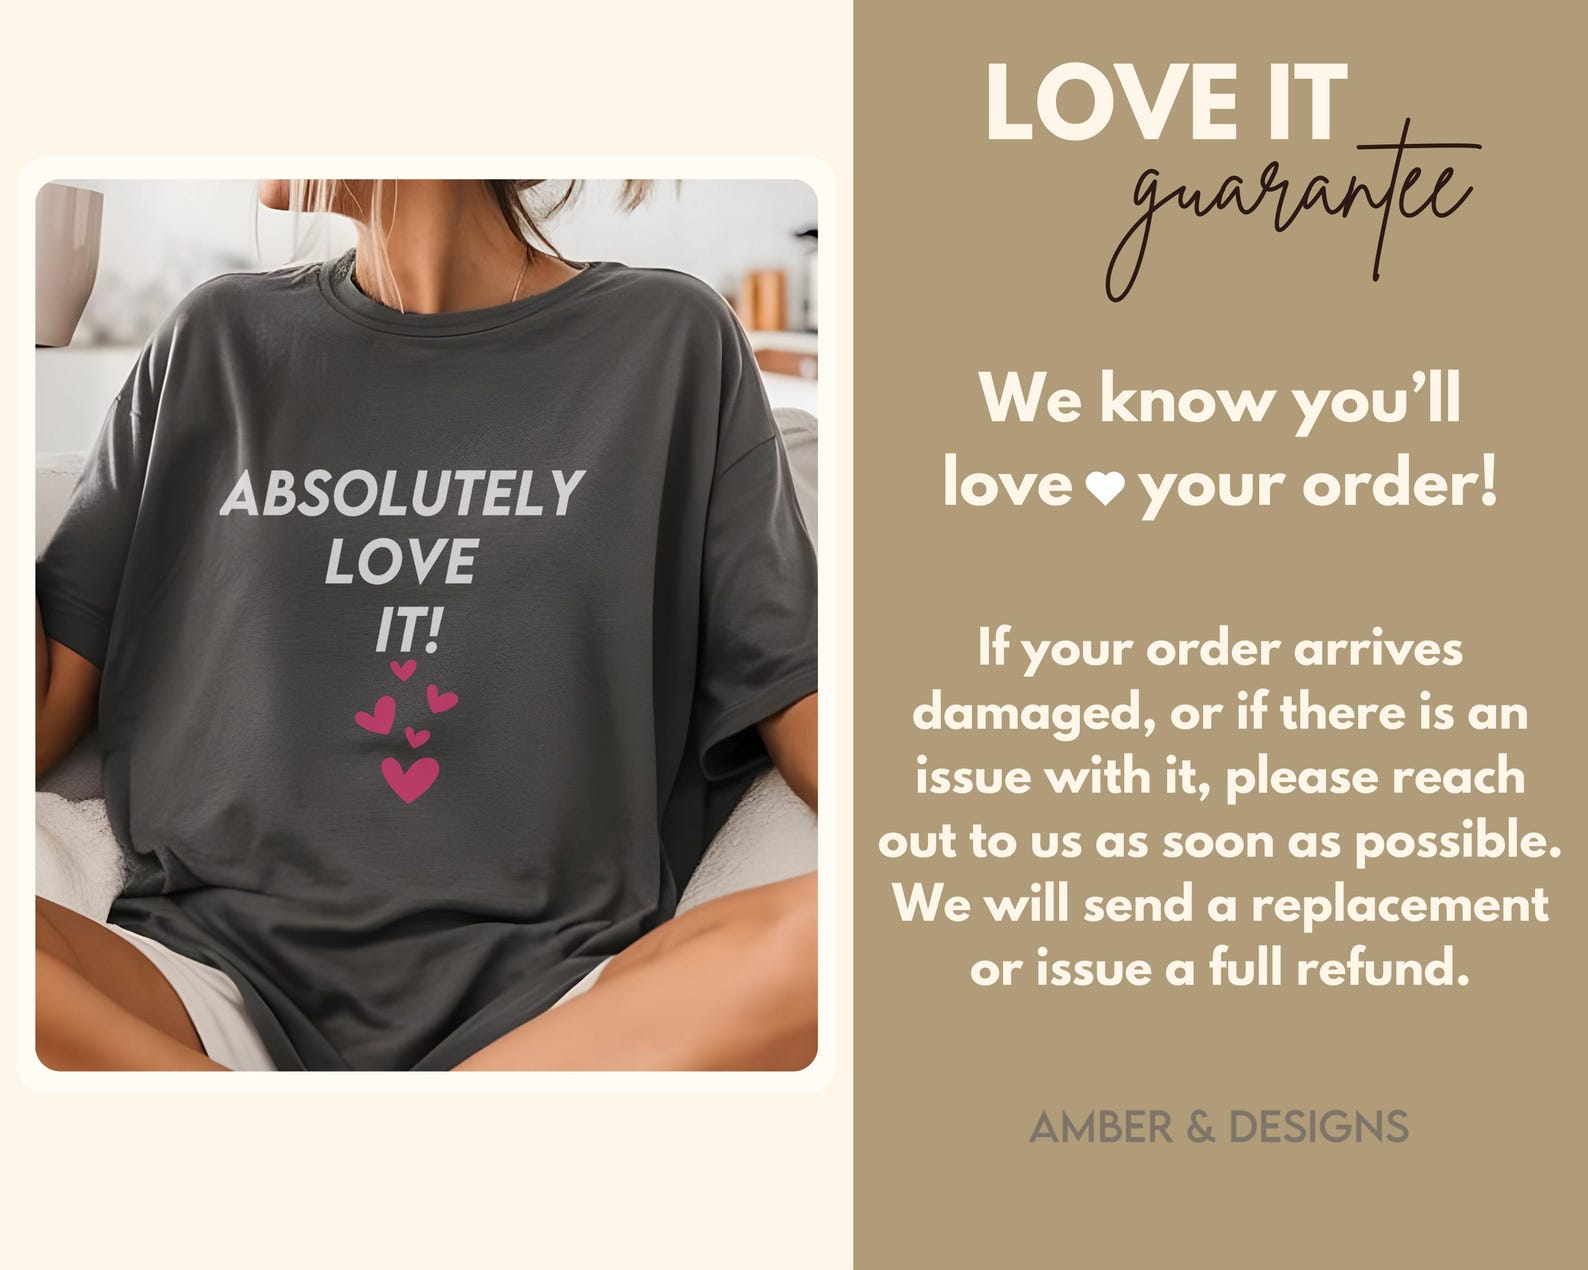 ABSOLUTELY
LOVE
IT!
LOVE IT
guarantee
We know you’ll
love your order!
If your order arrives
damaged, or if there is an
issue with it, please reach
out to us as soon as possible.
We will send a replacement
or issue a full refund.
AMBER & DESIGNS